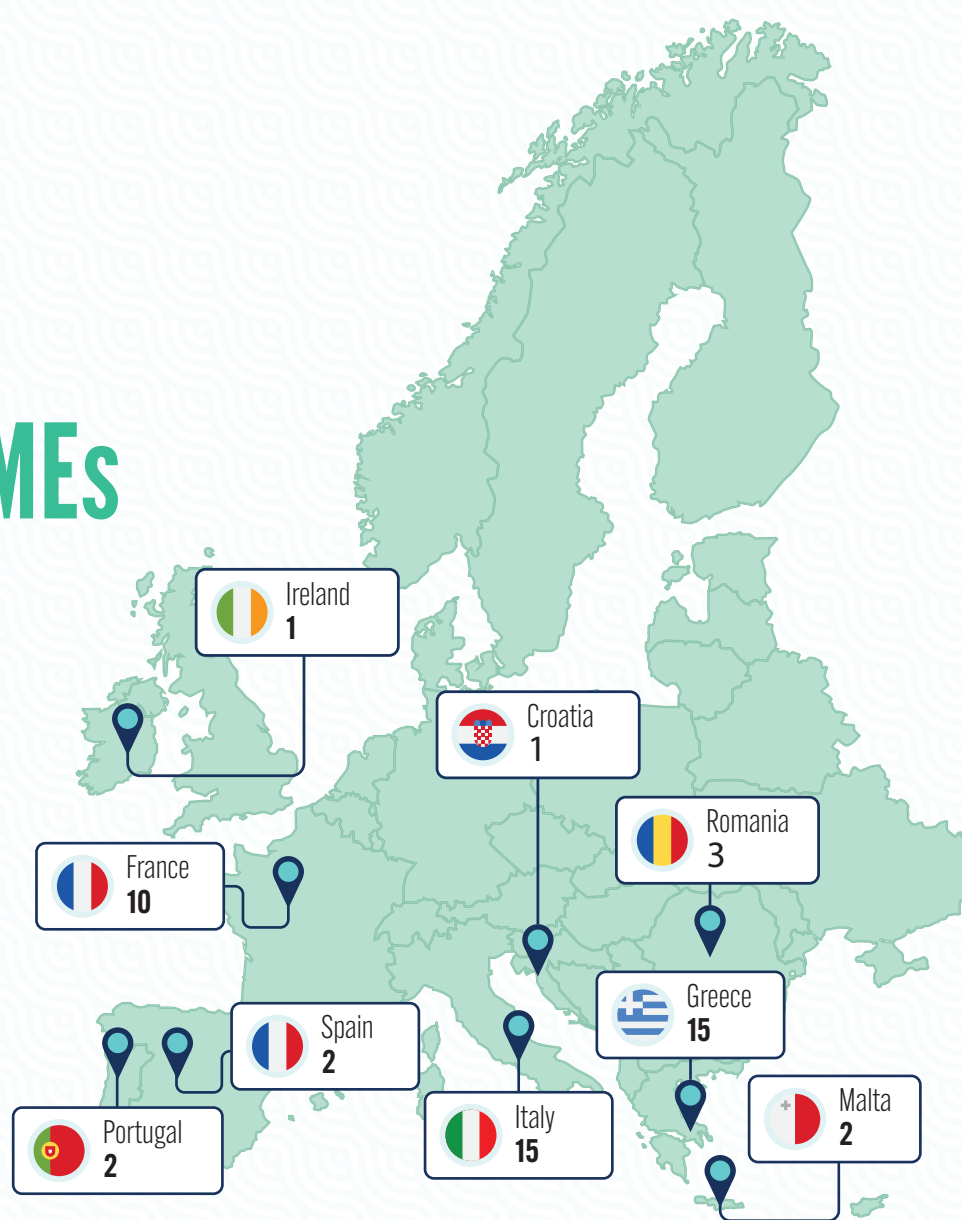 MEs
Ireland
1
Croatia
1
Romania
3
France
10
Greece
15
Spain
2
Malta
2
Italy
15
Portugal
2